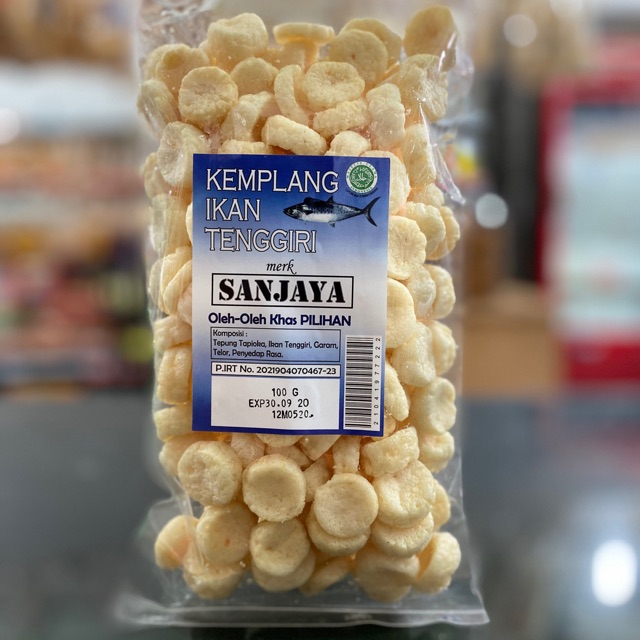 KEMPLANG
IKAN
TENGGIRI
merk
SANJAYA
Oleh-Oleh Khas PILIHAN
Komposisi :
Tepung Tapioka, Ikan Tenggiri, Garam,
Telor, Penyedap Rasa.
P.IRT No. 2021904070467-23
100 G
EXP30.09 20
12M0520
21041977222